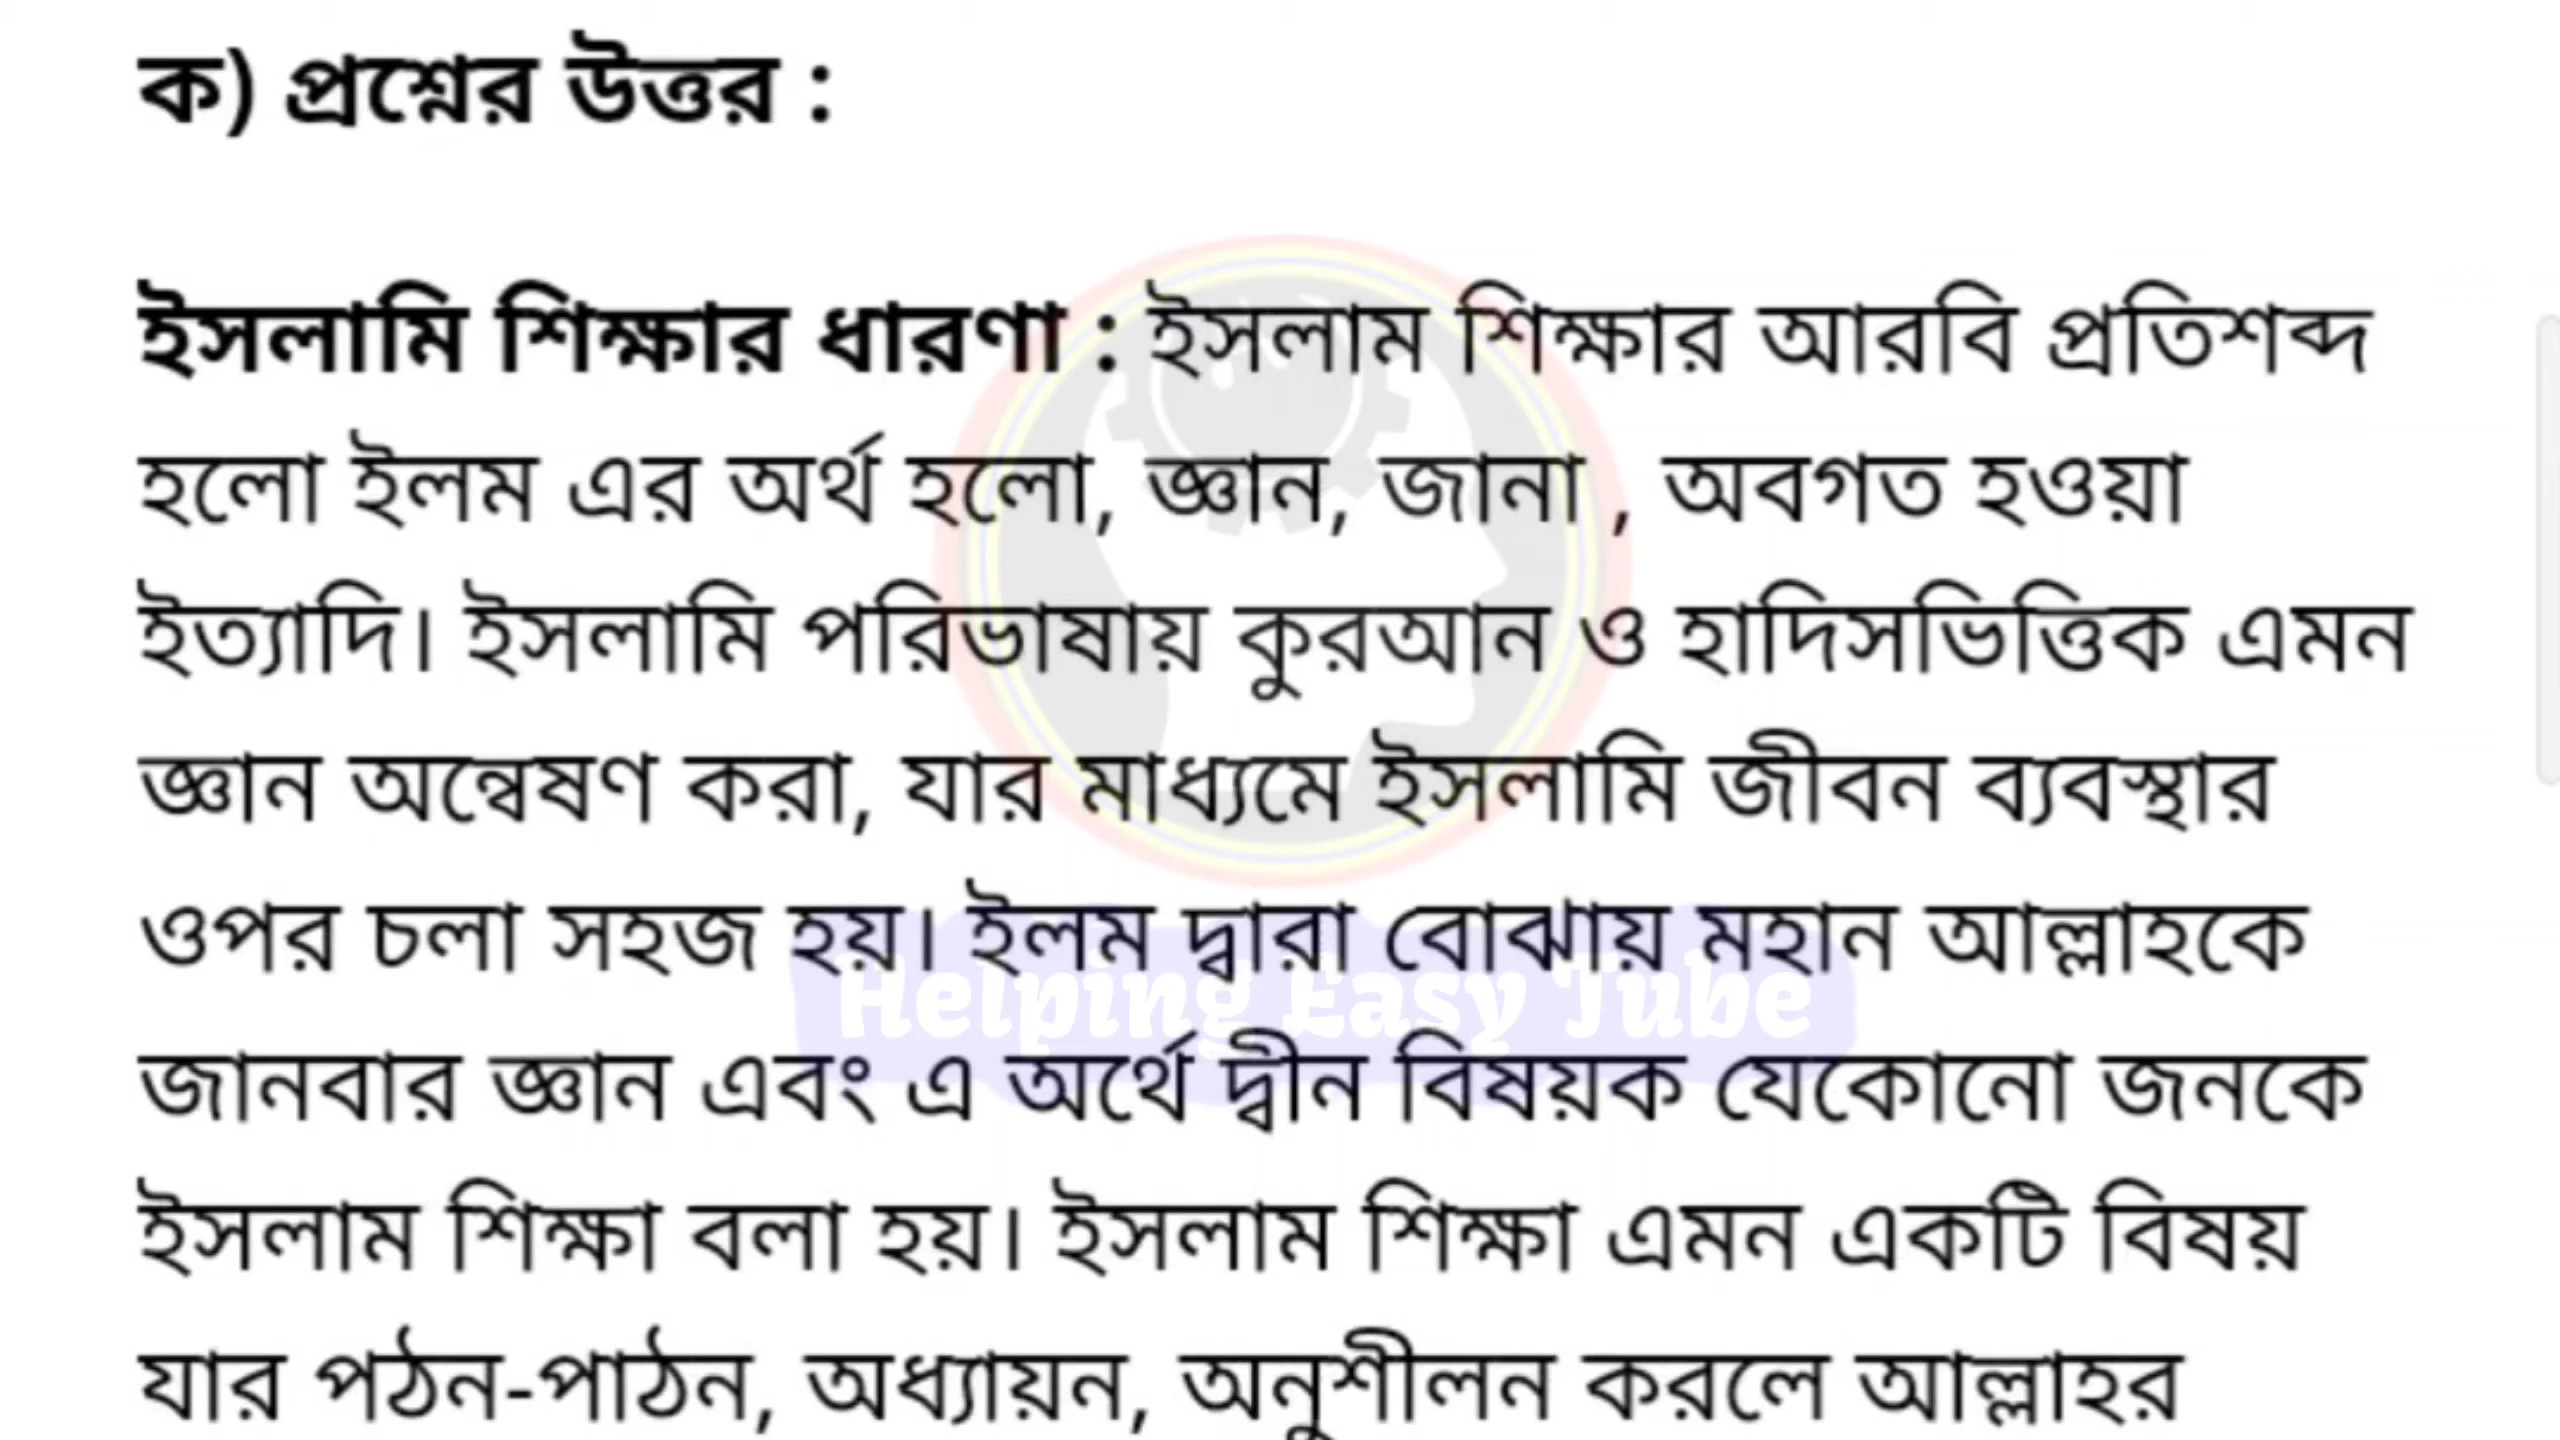 ক) প্রশ্নের উত্তর :
ইসলামি শিক্ষার ধারণা : ইসলাম শিক্ষার আরবি প্রতিশব্দ
হলো ইলম এর অর্থ হলো, জ্ঞান, জানা , অবগত হওয়া
ইত্যাদি। ইসলামি পরিভাষায় কুরআন ও হাদিসভিত্তিক এমন
জ্ঞান অন্বেষণ করা, যার মাধ্যমে ইসলামি জীবন ব্যবস্থার
ওপর চলা সহজ হয়। ইলম দ্বারা বোঝায় মহান আল্লাহকে
Helping Easy Tube
জানবার জ্ঞান এবং এ অর্থে দ্বীন বিষয়ক যেকোনো জনকে
ইসলাম শিক্ষা বলা হয়। ইসলাম শিক্ষা এমন একটি বিষয়
যার পঠন-পাঠন, অধ্যায়ন, অনুশীলন করলে আল্লাহর